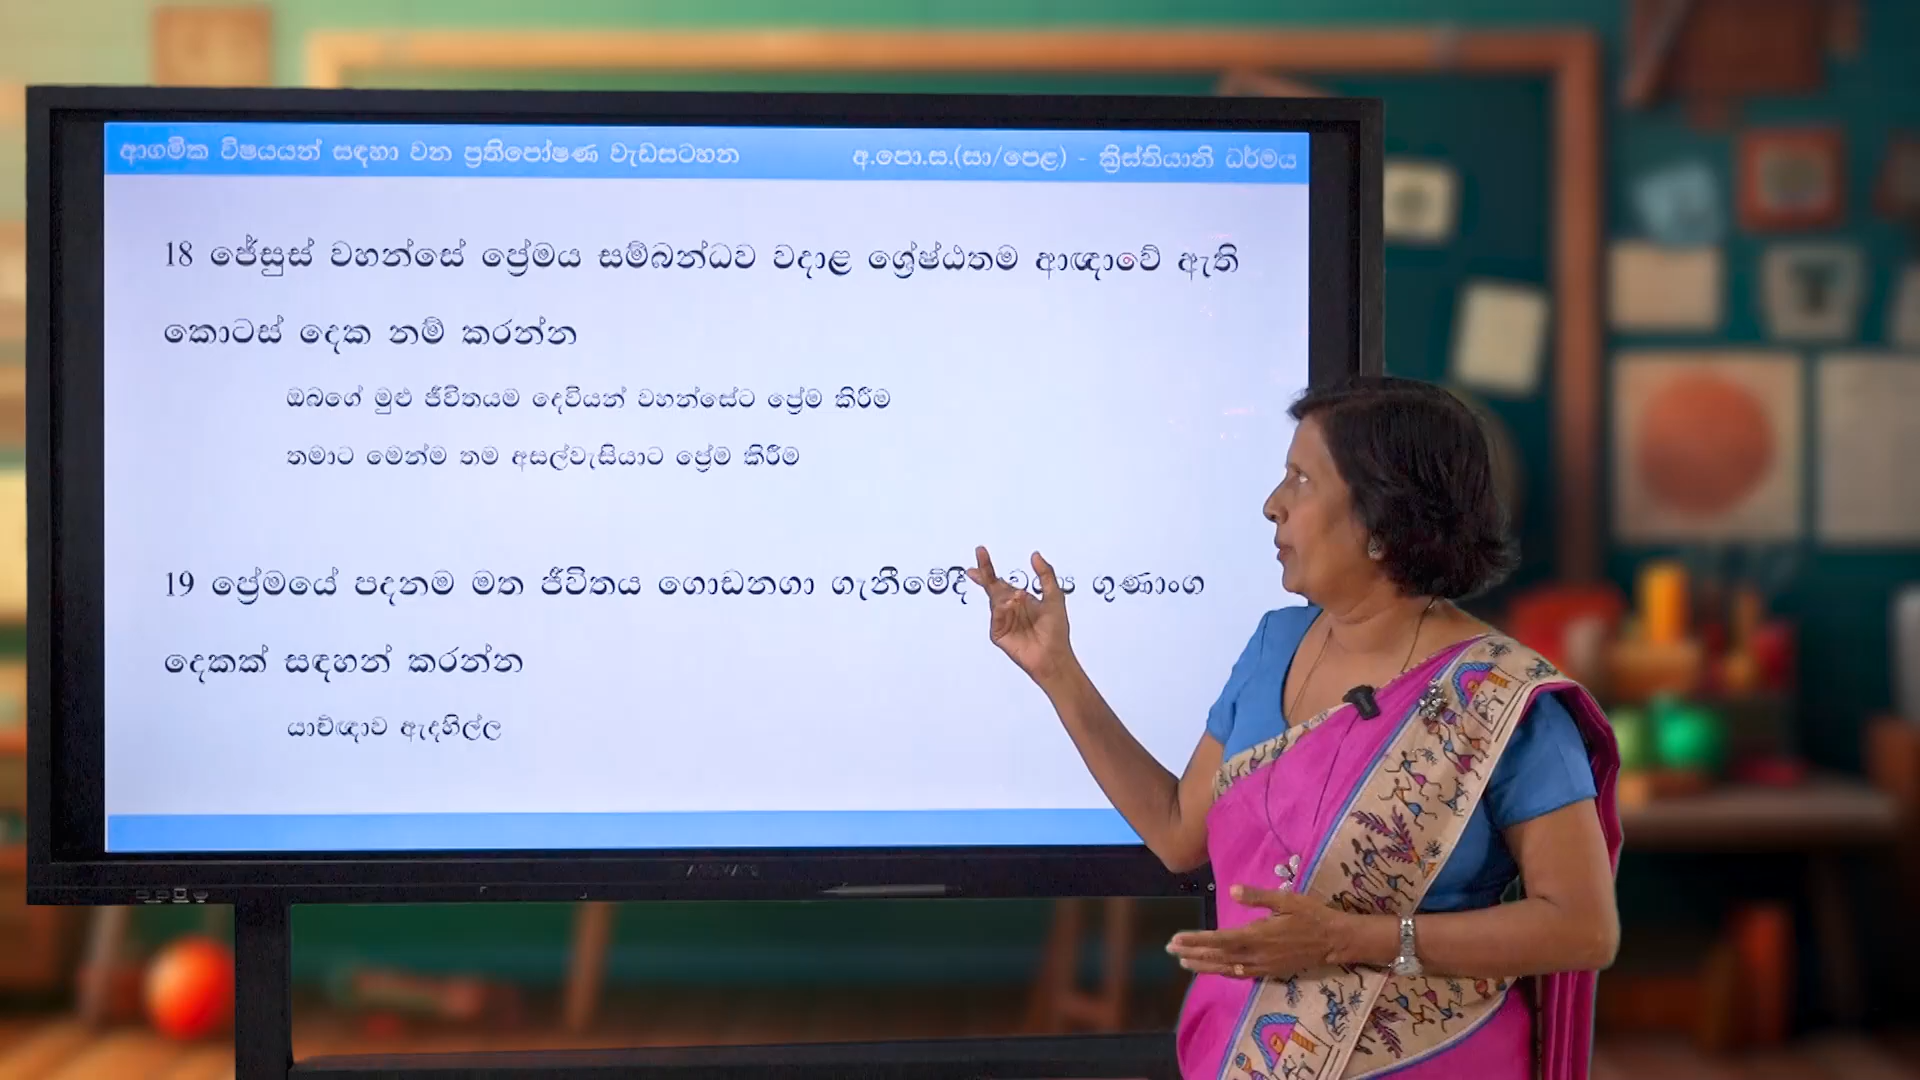 ආගමික විෂයයන් සඳහා වන ප්‍රතිපෝෂණ වැඩසටහන
අ.පො.ස.(සා/පෙළ) - ක්‍රිස්තියානි ධර්මය
18 ජේසුස් වහන්සේ ප්‍රේමය සම්බන්ධව වදාළ ශ්‍රේෂ්ඨතම ආඥාවේ ඇති
කොටස් දෙක නම් කරන්න
ඔබගේ මුළු ජීවිතයම දෙවියන් වහන්සේට ප්‍රේම කිරීම
තමාට මෙන්ම තම අසල්වැසියාට ප්‍රේම කිරීම
19 ප්‍රේමයේ පදනම මත ජීවිතය ගොඩනගා ගැනීමේදී ගුණාංග
දෙකක් සඳහන් කරන්න
යාච්ඥාව ඇදහිල්ල